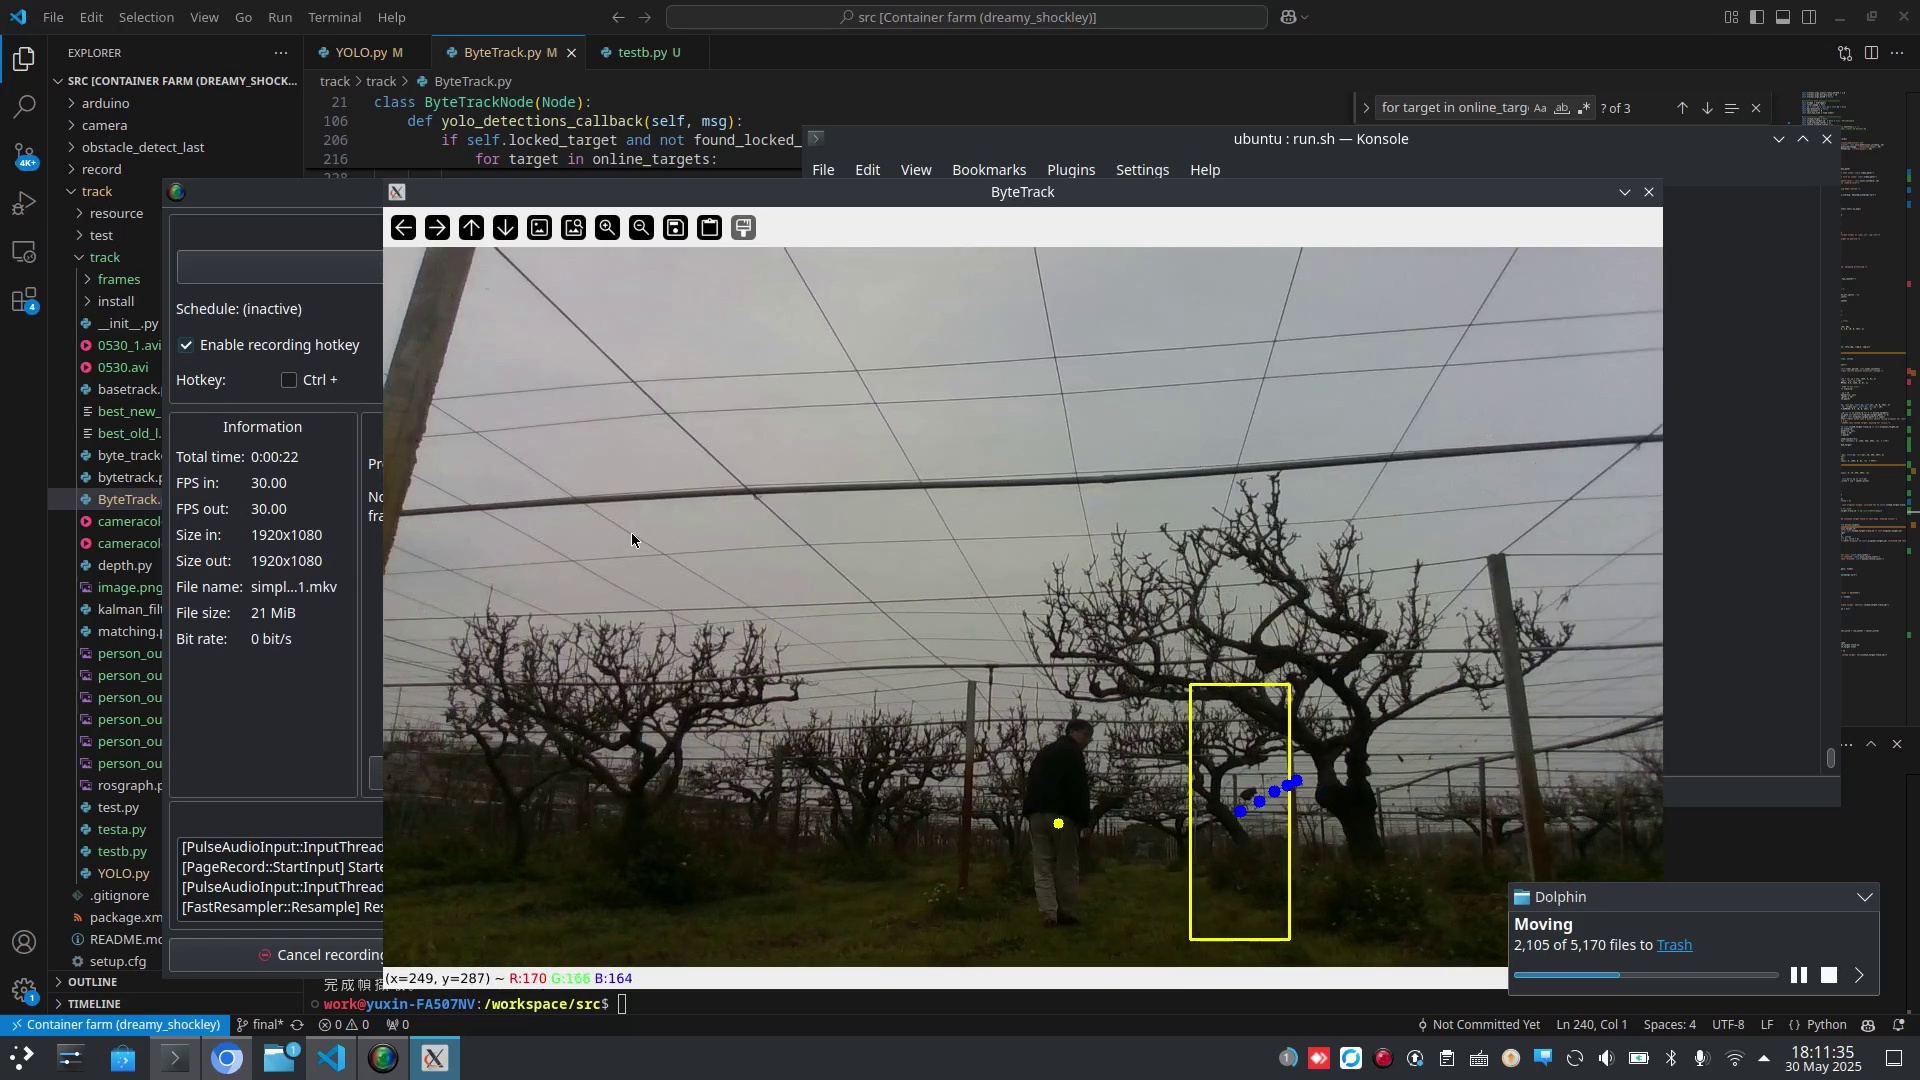 File Edit Selection View Go Run Terminal Help
src [Container farm (dreamy_shockley)]
EXPLORER
YOLO.py M
ByteTrack.py M
testb.py U
SRC [CONTAINER FARM (DREAMY_SHOCK...
track > track > ByteTrack.py
21 class ByteTrackNode(Node):
106 def yolo_detections_callback(self, msg):
206 if self.locked_target and not found_locked_
216 for target in online_targets:
for target in online_targ
Aa ab
? of 3
arduino
camera
obstacle_detect_last
record
track
resource
test
track
frames
install
__init__.py
0530_1.avi
0530.avi
basetrack.
best_new_
best_old_l.
byte_track
bytetrack.p
ByteTrack.
cameracol
cameracol
depth.py
image.png
kalman_filt
matching.p
person_ou
person_ou
person_ou
person_ou
person_ou
person_ou
rosgraph.p
test.py
testa.py
testb.py
YOLO.py
.gitignore
package.xm
README.md
setup.cfg
OUTLINE
TIMELINE
4K+
4
1
ubuntu : run.sh — Konsole
File Edit View Bookmarks Plugins Settings Help
ByteTrack
Schedule: (inactive)
Enable recording hotkey
Hotkey: Ctrl +
Information
Total time: 0:00:22
FPS in: 30.00
FPS out: 30.00
Size in: 1920x1080
Size out: 1920x1080
File name: simpl...1.mkv
File size: 21 MiB
Bit rate: 0 bit/s
Pr
No
fra
[PulseAudioInput::InputThread
[PageRecord::StartInput] Starte
[PulseAudioInput::InputThread
[FastResampler::Resample] Res
Cancel recording
(x=249, y=287) ~ R:170 G:166 B:164
work@yuxin-FA507NV:/workspace/src$
Dolphin
Moving
2,105 of 5,170 files to Trash
Container farm (dreamy_shockley)
final*
0 0
0
Not Committed Yet
Ln 240, Col 1
Spaces: 4
UTF-8
LF
Python
1
1
18:11:35
30 May 2025